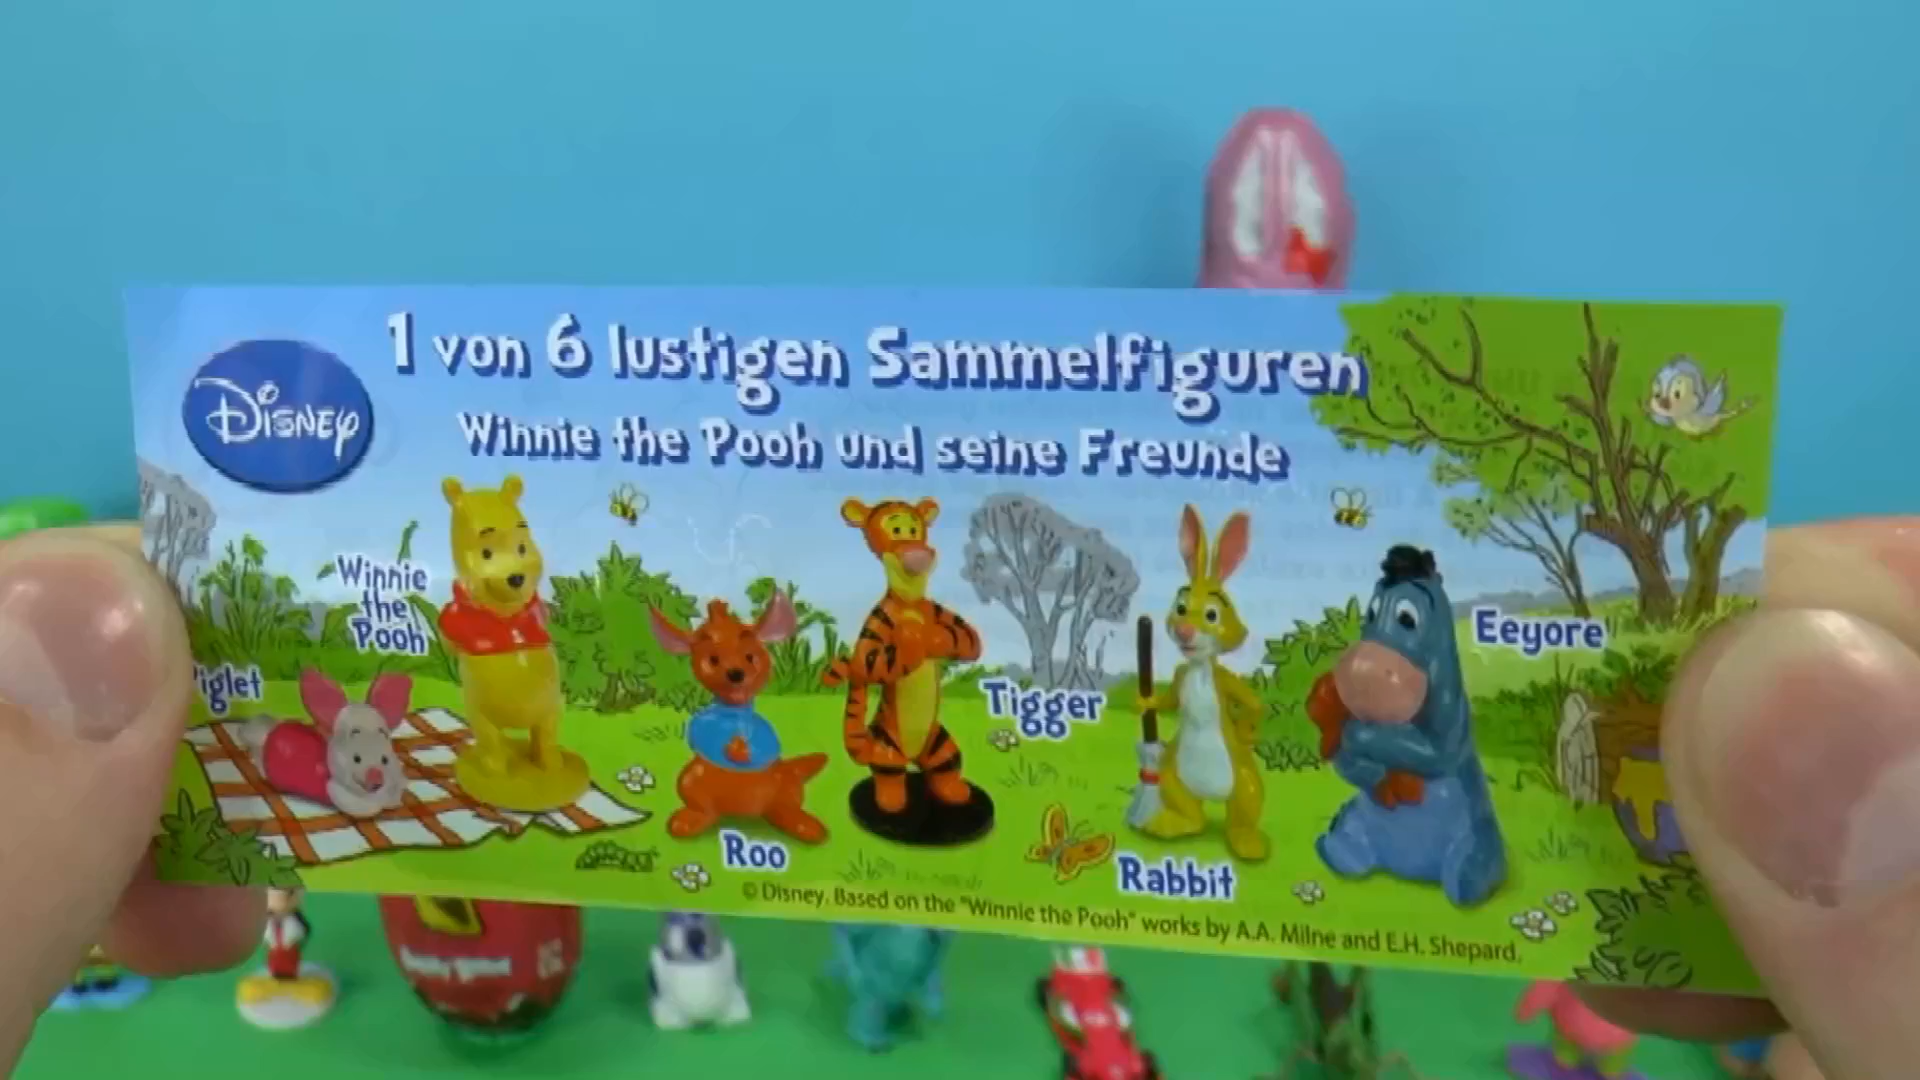 1 von 6 lustigen Sammelfiguren
Disney
Winnie the Pooh und seine Freunde
Winnie
the
Pooh
iglet
Eeyore
Tigger
Roo
Rabbit
© Disney. Based on the "Winnie the Pooh" works by A.A. Milne and E.H. Shepard.